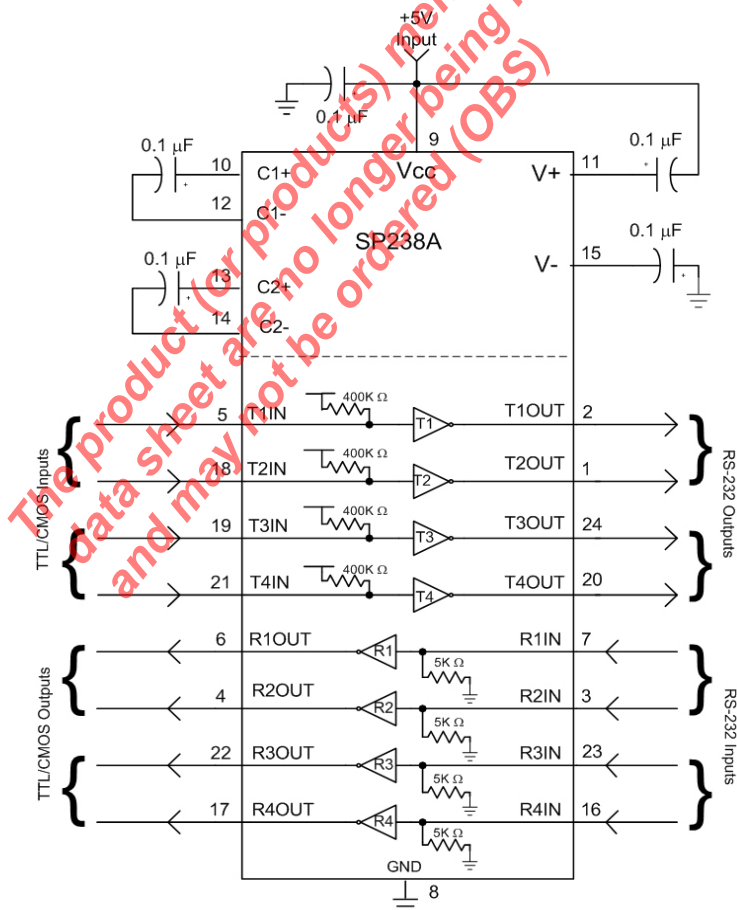 +5V
Input
0.1 µF
9
0.1 µF
10
C1+
Vcc
V+
11
0.1 µF
12
C1-
SP238A
0.1 µF
13
C2+
V-
15
0.1 µF
14
C2-
The product (or products)
data sheet are no longer being
and may not be ordered (OBS)
TTL/CMOS Inputs
5
T1IN
400K Ω
T1
T1OUT
2
18
T2IN
400K Ω
T2
T2OUT
1
19
T3IN
400K Ω
T3
T3OUT
24
21
T4IN
400K Ω
T4
T4OUT
20
RS-232 Outputs
TTL/CMOS Outputs
6
R1OUT
R1
5K Ω
R1IN
7
4
R2OUT
R2
5K Ω
R2IN
3
22
R3OUT
R3
5K Ω
R3IN
23
17
R4OUT
R4
5K Ω
R4IN
16
RS-232 Inputs
GND
8